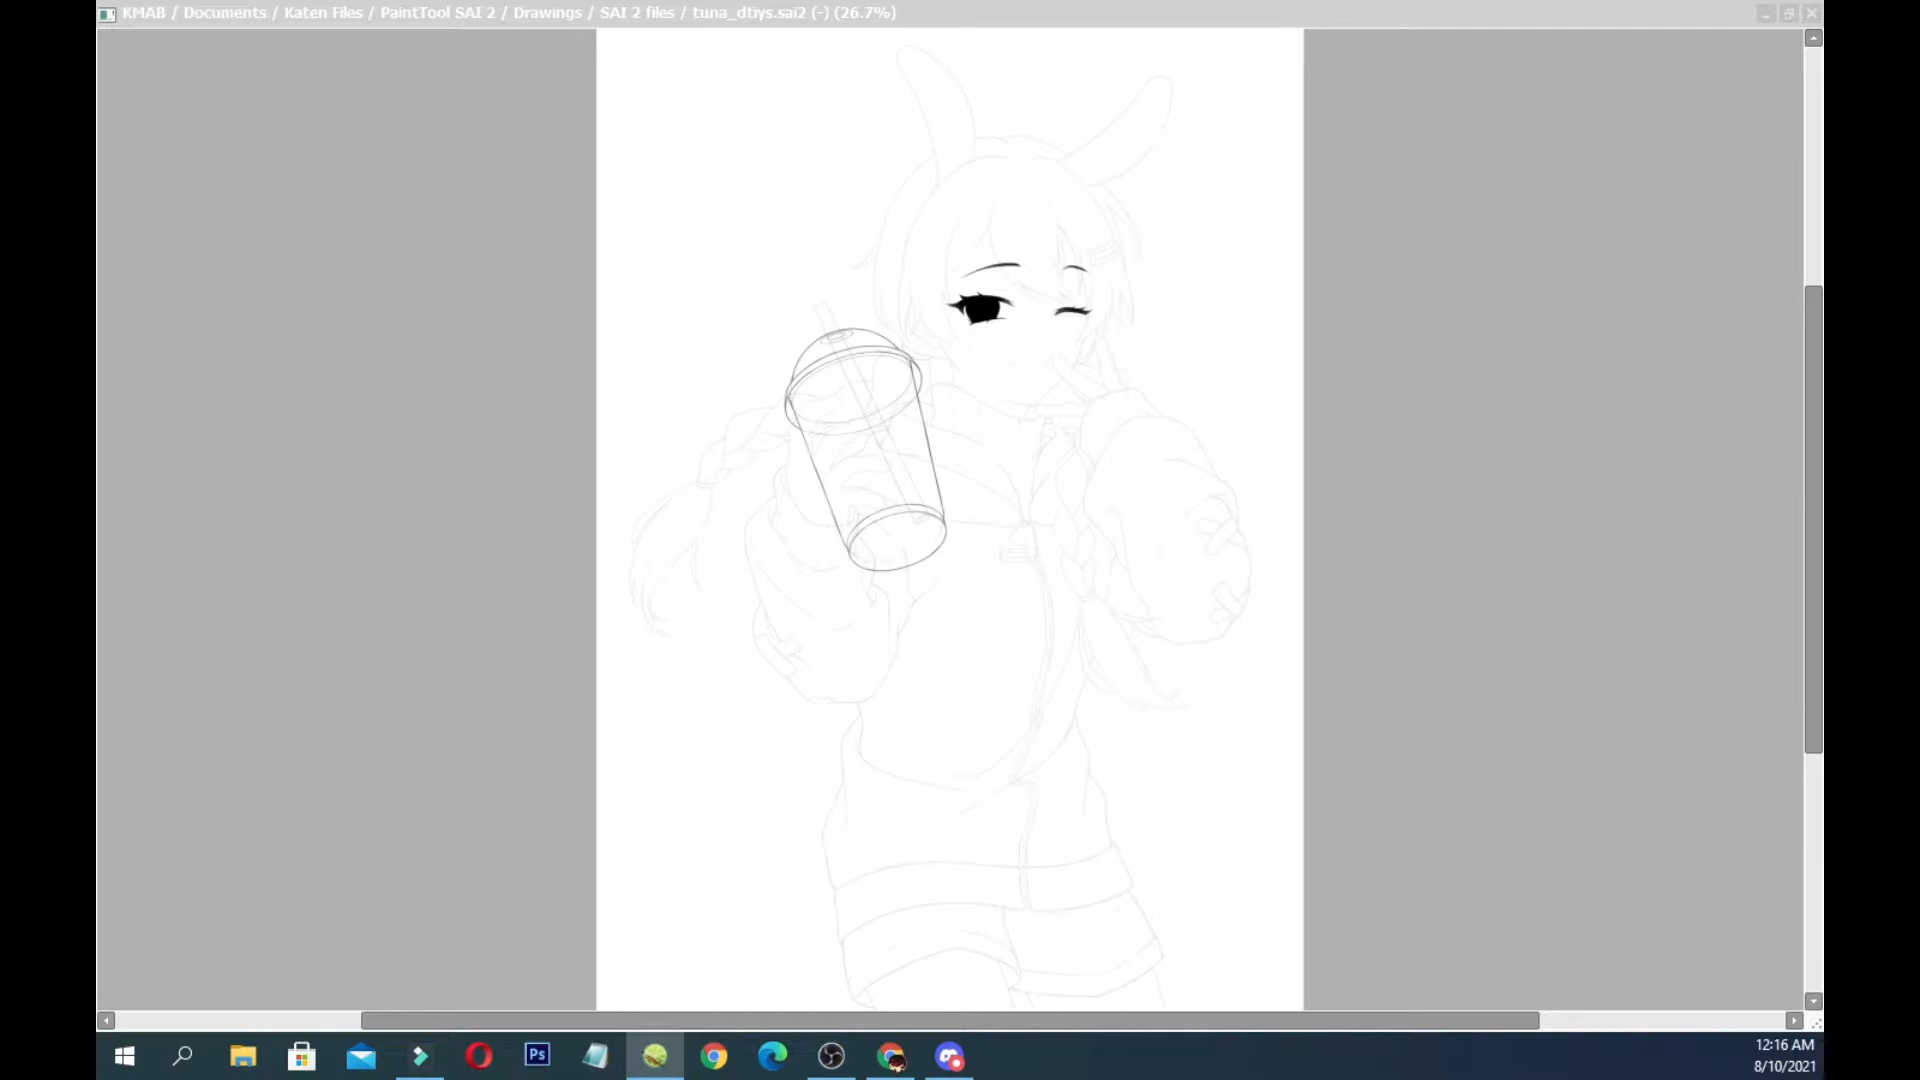 KMAB / Documents / Katen Files / PaintTool SAI 2 / Drawings / SAI 2 files / tuna_dtiys.sai2 (-) (26.7%)
Ps
12:16 AM
8/10/2021